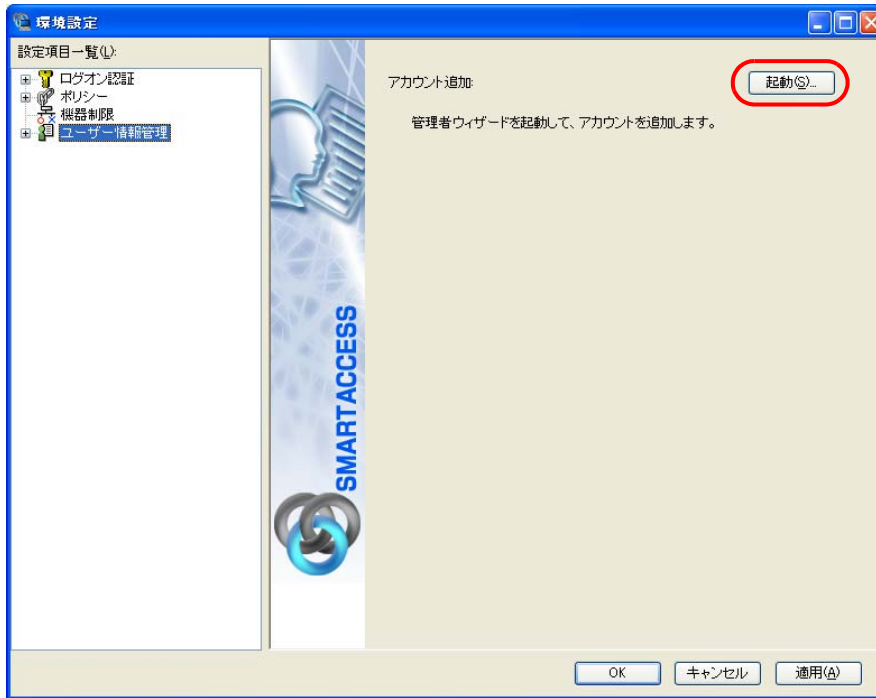 環境設定
設定項目一覧(L):
ログオン認証
ポリシー
機器制限
ユーザー情報管理
SMARTACCESS
アカウント追加:
起動(S)...
管理者ウィザードを起動して、アカウントを追加します。
OK
キャンセル
適用(A)